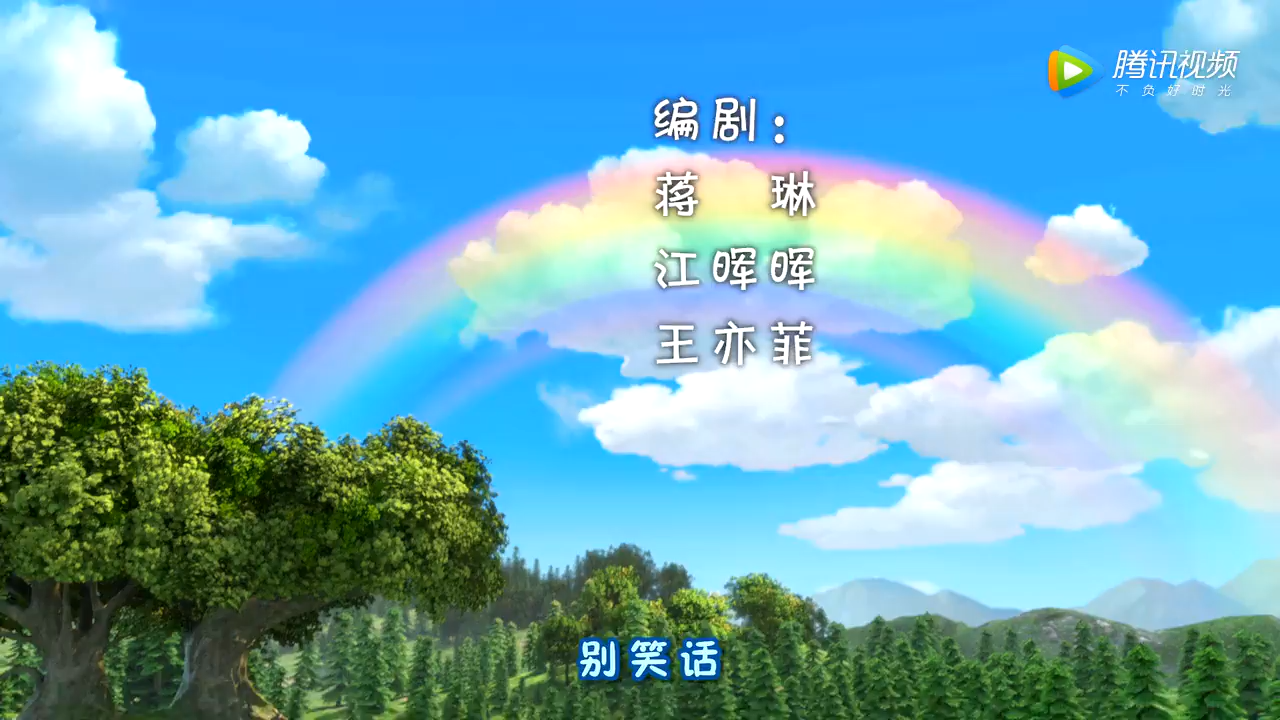 腾讯视频
不负好时光
编剧：
蒋 琳
江晖晖
王亦菲
别笑话